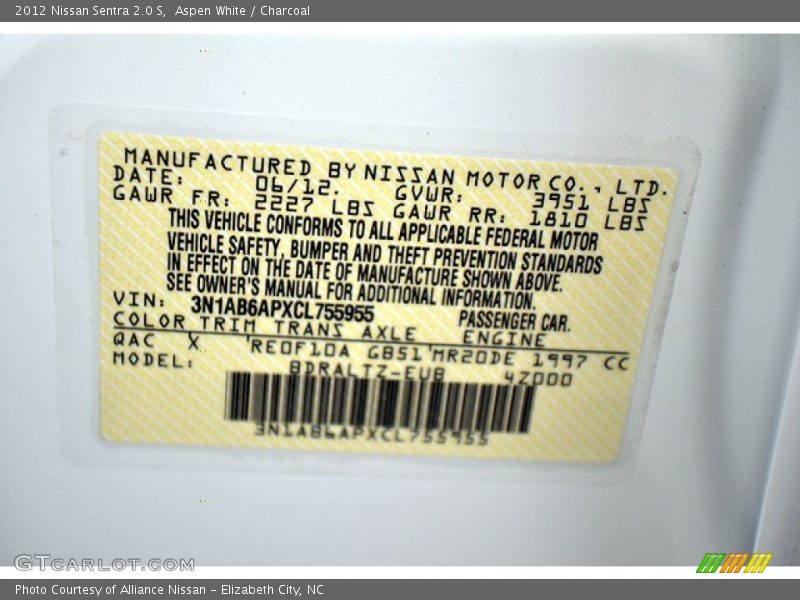 2012 Nissan Sentra 2.0 S,  Aspen White / Charcoal
MANUFACTURED BY NISSAN MOTOR CO., LTD.
DATE: 06/12. GVWR: 3951 LBS
GAWR FR: 2227 LBS GAWR RR: 1810 LBS
THIS VEHICLE CONFORMS TO ALL APPLICABLE FEDERAL MOTOR
VEHICLE SAFETY, BUMPER AND THEFT PREVENTION STANDARDS
IN EFFECT ON THE DATE OF MANUFACTURE SHOWN ABOVE.
SEE OWNER'S MANUAL FOR ADDITIONAL INFORMATION.
VIN: 3N1AB6APXCL755955 PASSENGER CAR.
COLOR TRIM TRANS AXLE ENGINE
QAC X RE0F10A GB51 MR20DE 1997 CC
MODEL: BDRALTZ-EUB 4Z000
3N1AB6APXCL755955
GTCARLOT.COM
Photo Courtesy of Alliance Nissan – Elizabeth City, NC